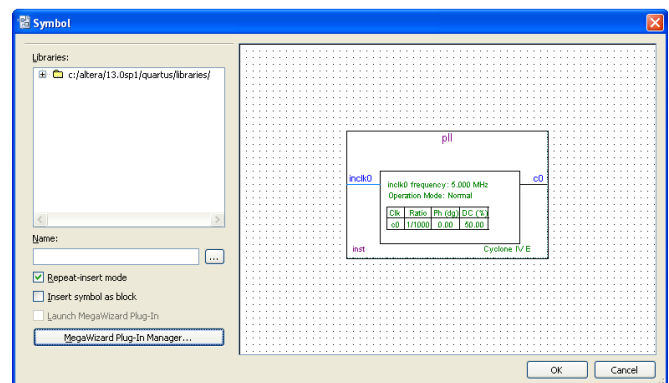 Symbol
Libraries:
c:/altera/13.0sp1/quartus/libraries/
Name:
...
Repeat-insert mode
Insert symbol as block
Launch MegaWizard Plug-In
MegaWizard Plug-In Manager...
pll
inclk0
c0
inclk0 frequency: 5.000 MHz
Operation Mode: Normal
Clk Ratio Ph (dg) DC (%)
c0 1/1000 0.00 50.00
inst
Cyclone IV E
OK
Cancel